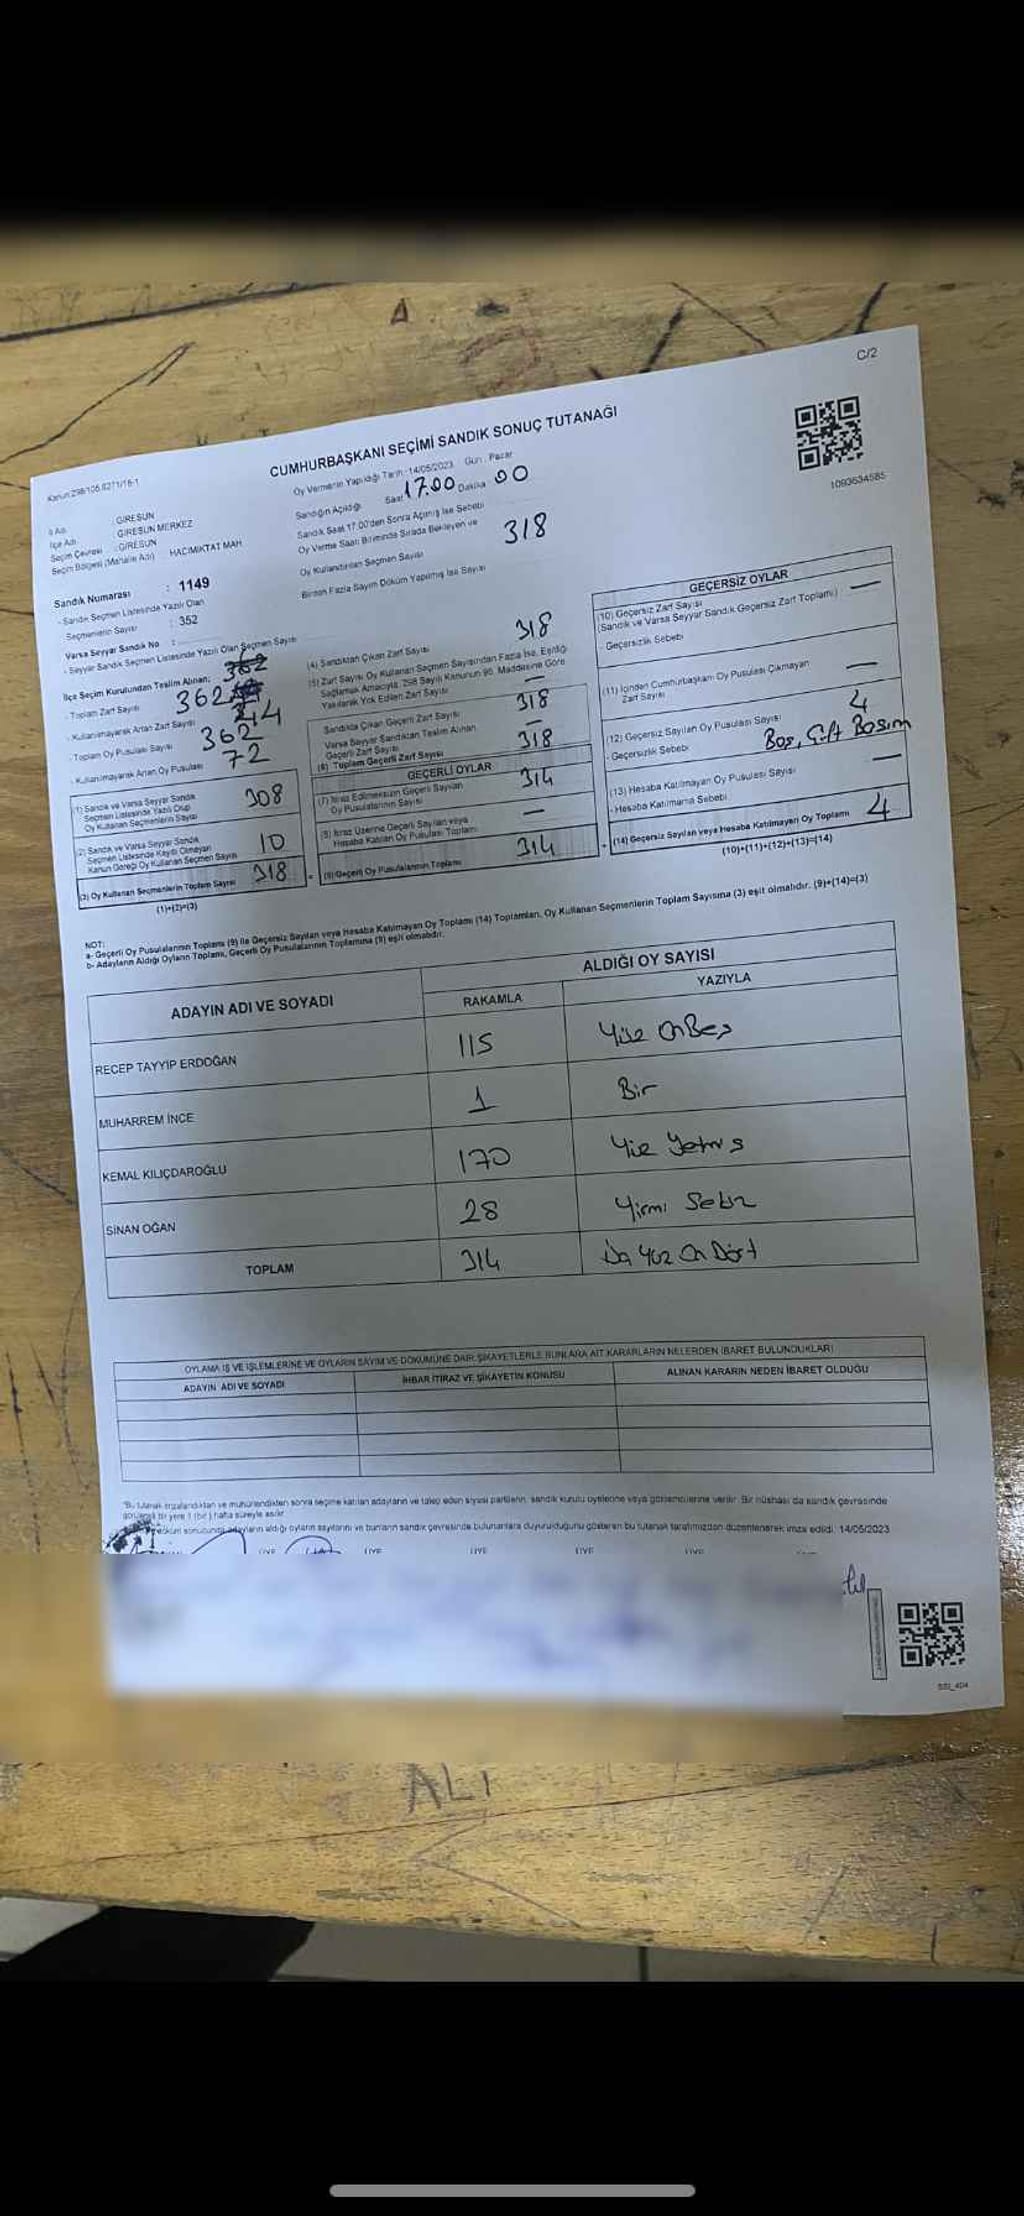 C/2
CUMHURBAŞKANI SEÇİMİ SANDIK SONUÇ TUTANAĞI
Kanun:298/105,6271/16-1
1093634585
Oy Vermenin Yapıldığı Tarih :14/05/2023 Gün : Pazar
Sandığın Açıldığı Saat 17.00 Dakika 00
Sandık Saat 17.00'den Sonra Açılmış İse Sebebi
Oy Verme Saati Bitiminde Sırada Bekleyen ve
Oy Kullandırılan Seçmen Sayısı 318
Birden Fazla Sayım Döküm Yapılmış İse Sayısı
İl Adı : GİRESUN
İlçe Adı : GİRESUN MERKEZ
Seçim Çevresi : GİRESUN
Seçim Bölgesi (Mahalle Adı) HACIMİKTAT MAH.
Sandık Numarası : 1149
- Sandık Seçmen Listesinde Yazılı Olan
Seçmenlerin Sayısı : 352
Varsa Seyyar Sandık No :
- Seyyar Sandık Seçmen Listesinde Yazılı Olan Seçmen Sayısı
İlçe Seçim Kurulundan Teslim Alınan;
- Toplam Zarf Sayısı 362
- Kullanılmayarak Artan Zarf Sayısı
- Toplam Oy Pusulası Sayısı 362
- Kullanılmayarak Artan Oy Pusulası 72
(1) Sandık ve Varsa Seyyar Sandık
Seçmen Listesinde Yazılı Olup
Oy Kullanan Seçmenlerin Sayısı 308
(2) Sandık ve Varsa Seyyar Sandık
Seçmen Listesinde Kaydı Olmayan
Kanun Gereği Oy Kullanan Seçmen Sayısı 10
(3) Oy Kullanan Seçmenlerin Toplam Sayısı 318
(1)+(2)=(3)
(4) Sandıktan Çıkan Zarf Sayısı 318
(5) Zarf Sayısı Oy Kullanan Seçmen Sayısından Fazla İse, Eşitliği
Sağlamak Amacıyla, 298 Sayılı Kanunun 98. Maddesine Göre
Yakılarak Yok Edilen Zarf Sayısı —
Sandıkta Çıkan Geçerli Zarf Sayısı 318
Varsa Seyyar Sandıktan Teslim Alınan
Geçerli Zarf Sayısı —
(6) Toplam Geçerli Zarf Sayısı 318
GEÇERLİ OYLAR
(7) İtiraz Edilmeksizin Geçerli Sayılan
Oy Pusulalarının Sayısı 314
(8) İtiraz Üzerine Geçerli Sayılan veya
Hesaba Katılan Oy Pusulası Toplamı —
(9) Geçerli Oy Pusulalarının Toplamı 314
GEÇERSİZ OYLAR
(10) Geçersiz Zarf Sayısı —
(Sandık ve Varsa Seyyar Sandık Geçersiz Zarf Toplamı)
- Geçersizlik Sebebi
(11) İçinden Cumhurbaşkanı Oy Pusulası Çıkmayan
Zarf Sayısı —
(12) Geçersiz Sayılan Oy Pusulası Sayısı 4
- Geçersizlik Sebebi Boş, Çift Basım
(13) Hesaba Katılmayan Oy Pusulası Sayısı —
- Hesaba Katılmama Sebebi
(14) Geçersiz Sayılan veya Hesaba Katılmayan Oy Toplamı 4
(10)+(11)+(12)+(13)=(14)
NOT:
a- Geçerli Oy Pusulalarının Toplamı (9) ile Geçersiz Sayılan veya Hesaba Katılmayan Oy Toplamı (14) Toplamları, Oy Kullanan Seçmenlerin Toplam Sayısına (3) eşit olmalıdır. (9)+(14)=(3)
b- Adayların Aldığı Oyların Toplamı, Geçerli Oy Pusulalarının Toplamına (9) eşit olmalıdır.
ADAYIN ADI VE SOYADI ALDIĞI OY SAYISI
RAKAMLA YAZIYLA
RECEP TAYYİP ERDOĞAN 115 Yüz OnBeş
MUHARREM İNCE 1 Bir
KEMAL KILIÇDAROĞLU 170 Yüz Yetmiş
SİNAN OĞAN 28 Yirmi Sekiz
TOPLAM 314 Üç Yüz On Dört
OYLAMA İŞ VE İŞLEMLERİNE VE OYLARIN SAYIM VE DÖKÜMÜNE DAİR ŞİKAYETLERLE BUNLARA AİT KARARLARIN NELERDEN İBARET BULUNDUKLARI
ADAYIN ADI VE SOYADI İHBAR İTİRAZ VE ŞİKAYETİN KONUSU ALINAN KARARIN NEDEN İBARET OLDUĞU
"Bu tutanak imzalandıktan ve mühürlendikten sonra seçime katılan adayların ve talep eden siyasi partilerin, sandık kurulu üyelerine veya gözlemcilerine verilir. Bir nüshası da sandık çevresinde
görülebilir bir yere 1 (bir) hafta süreyle asılır.
döküm sonucunda adayların aldığı oyların sayılarını ve bunların sandık çevresinde bulunanlara duyurulduğunu gösteren bu tutanak tarafımızdan düzenlenerek imza edildi. 14/05/2023
ÜYE ÜYE ÜYE ÜYE ÜYE
SSI_404
ALI